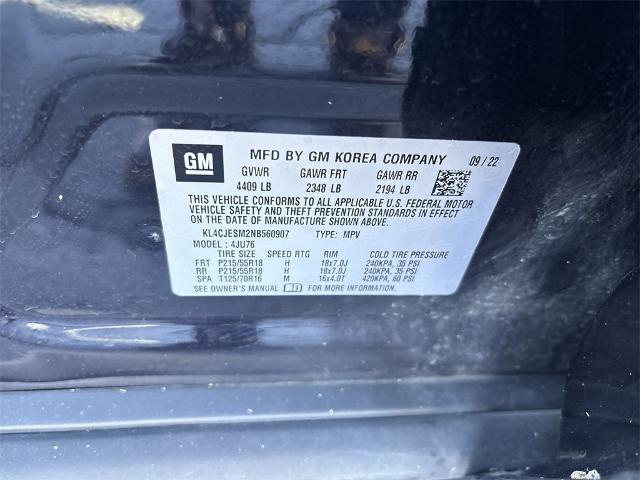 GM MFD BY GM KOREA COMPANY 09 / 22
GVWR GAWR FRT GAWR RR
4409 LB 2348 LB 2194 LB
THIS VEHICLE CONFORMS TO ALL APPLICABLE U.S. FEDERAL MOTOR
VEHICLE SAFETY AND THEFT PREVENTION STANDARDS IN EFFECT
ON THE DATE OF MANUFACTURE SHOWN ABOVE.
KL4CJESM2NB560907 TYPE: MPV
MODEL: 4JU76
TIRE SIZE SPEED RTG RIM COLD TIRE PRESSURE
FRT P215/55R18 H 18x7.0J 240KPA, 35 PSI
RR P215/55R18 H 18x7.0J 240KPA, 35 PSI
SPA T125/70R16 M 16x4.0T 420KPA, 60 PSI
SEE OWNER'S MANUAL FOR MORE INFORMATION.